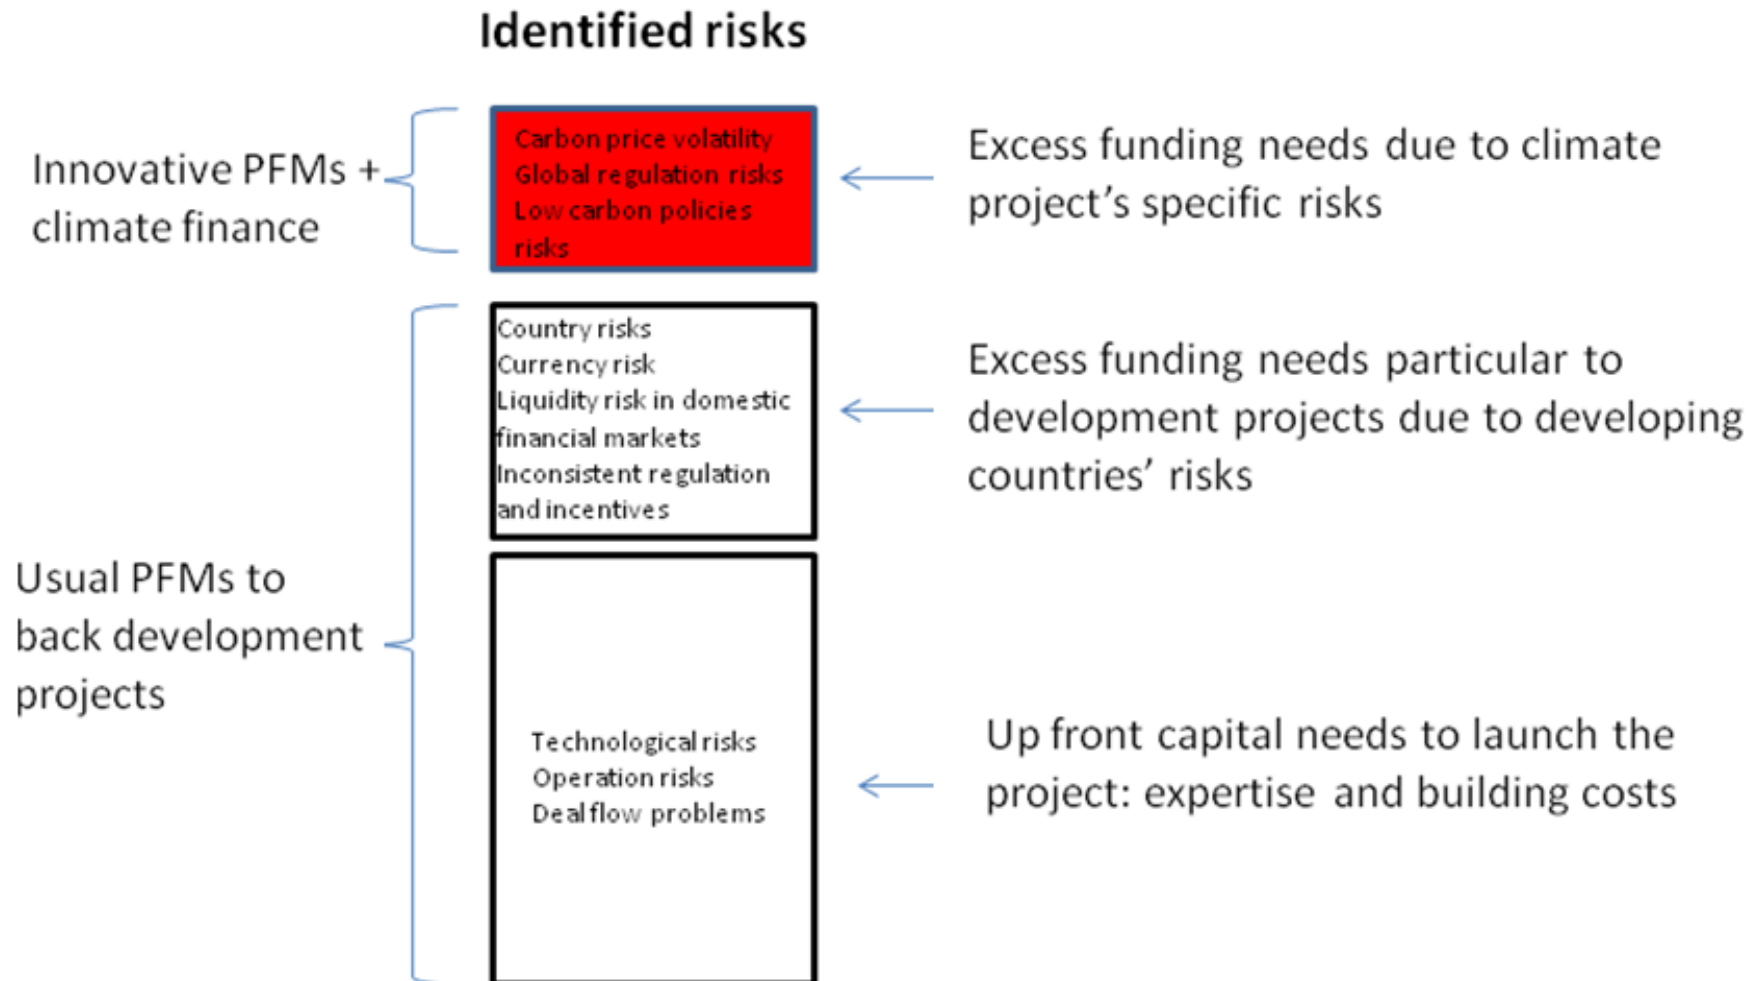 Identified risks
Innovative PFMs +
climate finance
Carbon price volatility
Global regulation risks
Low carbon policies
risks
Excess funding needs due to climate
project's specific risks
Country risks
Currency risk
Liquidity risk in domestic
financial markets
Inconsistent regulation
and incentives
Excess funding needs particular to
development projects due to developing
countries' risks
Usual PFMs to
back development
projects
Technological risks
Operation risks
Deal flow problems
Up front capital needs to launch the
project: expertise and building costs